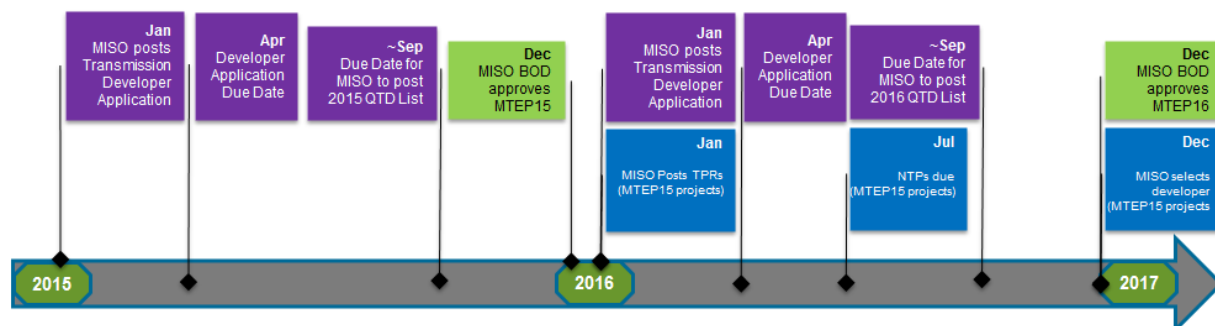 Jan
MISO posts
Transmission
Developer
Application
Apr
Developer
Application
Due Date
~Sep
Due Date for
MISO to post
2015 QTD List
Dec
MISO BOD
approves
MTEP15
Jan
MISO posts
Transmission
Developer
Application
Apr
Developer
Application
Due Date
~Sep
Due Date for
MISO to post
2016 QTD List
Dec
MISO BOD
approves
MTEP16
Jan
MISO Posts TPRs
(MTEP15 projects)
Jul
NTPs due
(MTEP15 projects)
Dec
MISO selects
developer
(MTEP15 projects
2015
2016
2017